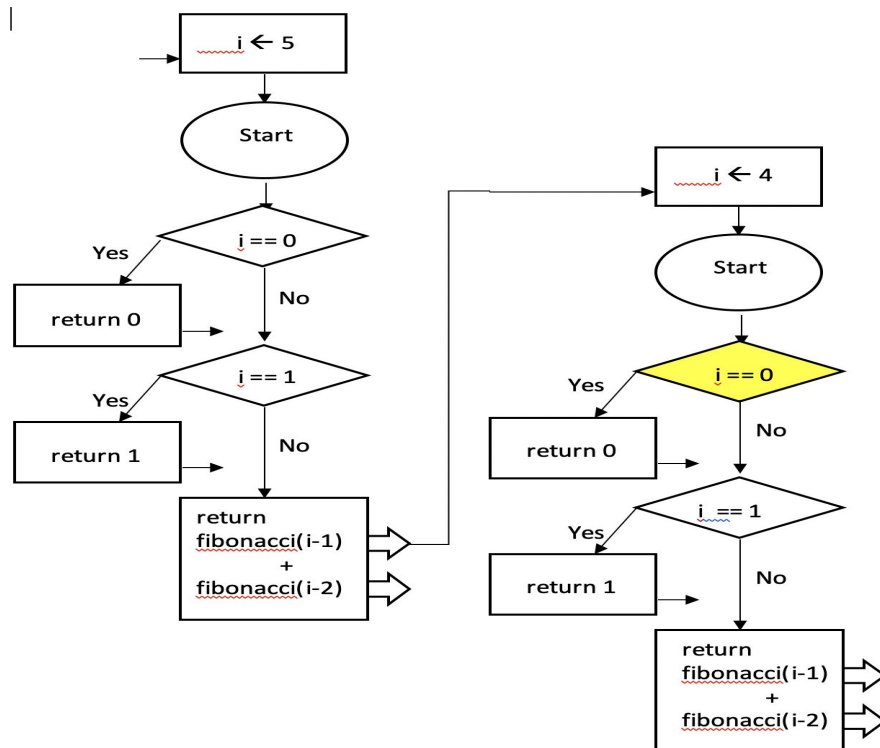 i ← 5
Start
i == 0
Yes
No
return 0
i == 1
Yes
No
return 1
return
fibonacci(i-1)
+
fibonacci(i-2)
i ← 4
Start
i == 0
Yes
No
return 0
i == 1
Yes
No
return 1
return
fibonacci(i-1)
+
fibonacci(i-2)